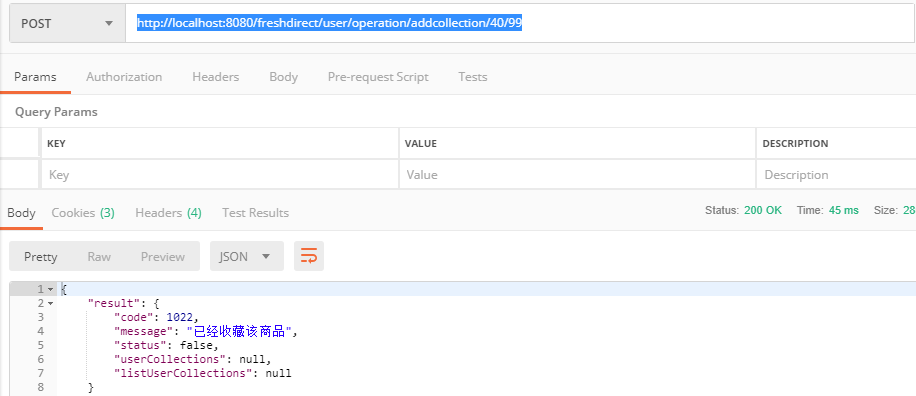 POST http://localhost:8080/freshdirect/user/operation/addcollection/40/99
Params Authorization Headers Body Pre-request Script Tests
Query Params
KEY VALUE DESCRIPTION
Key Value Description
Body Cookies (3) Headers (4) Test Results Status: 200 OK Time: 45 ms Size: 28
Pretty Raw Preview JSON
1 {
2 "result": {
3 "code": 1022,
4 "message": "已经收藏该商品",
5 "status": false,
6 "userCollections": null,
7 "listUserCollections": null
8 }